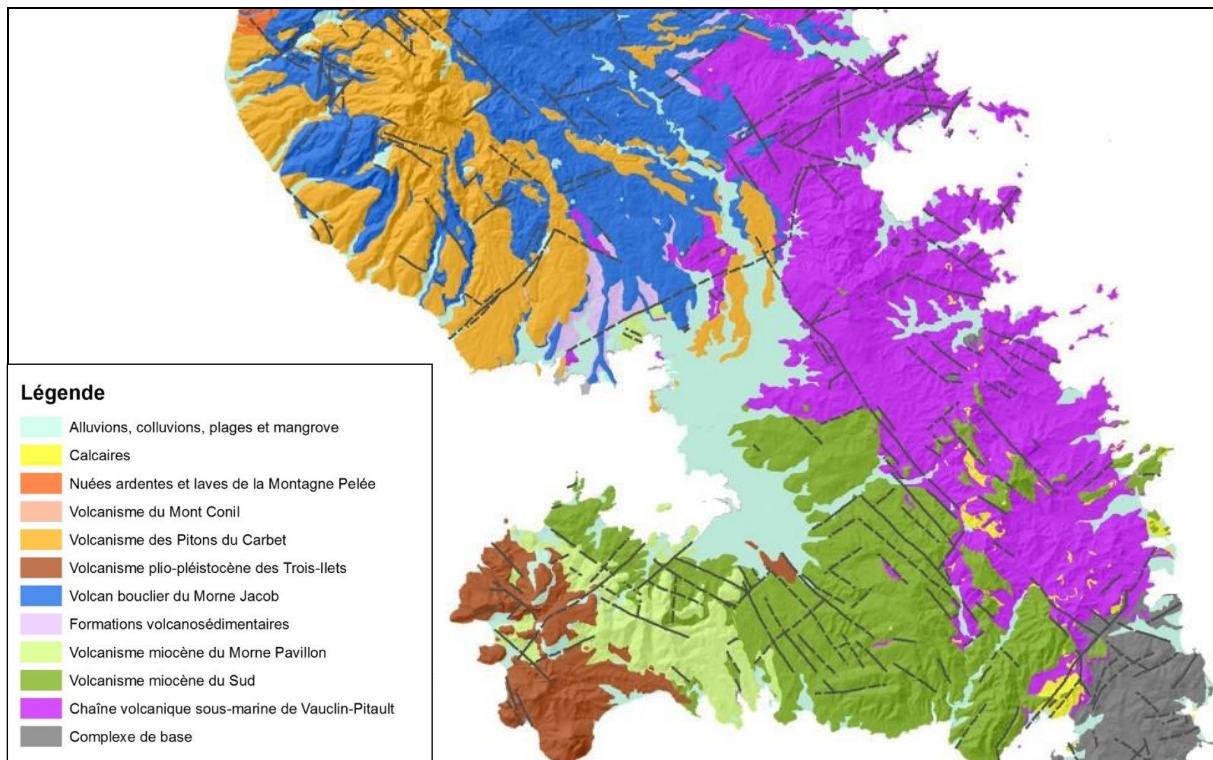 Légende
Alluvions, colluvions, plages et mangrove
Calcaires
Nuées ardentes et laves de la Montagne Pelée
Volcanisme du Mont Conil
Volcanisme des Pitons du Carbet
Volcanisme plio-pléistocène des Trois-Ilets
Volcan bouclier du Morne Jacob
Formations volcanosédimentaires
Volcanisme miocène du Morne Pavillon
Volcanisme miocène du Sud
Chaîne volcanique sous-marine de Vauclin-Pitault
Complexe de base